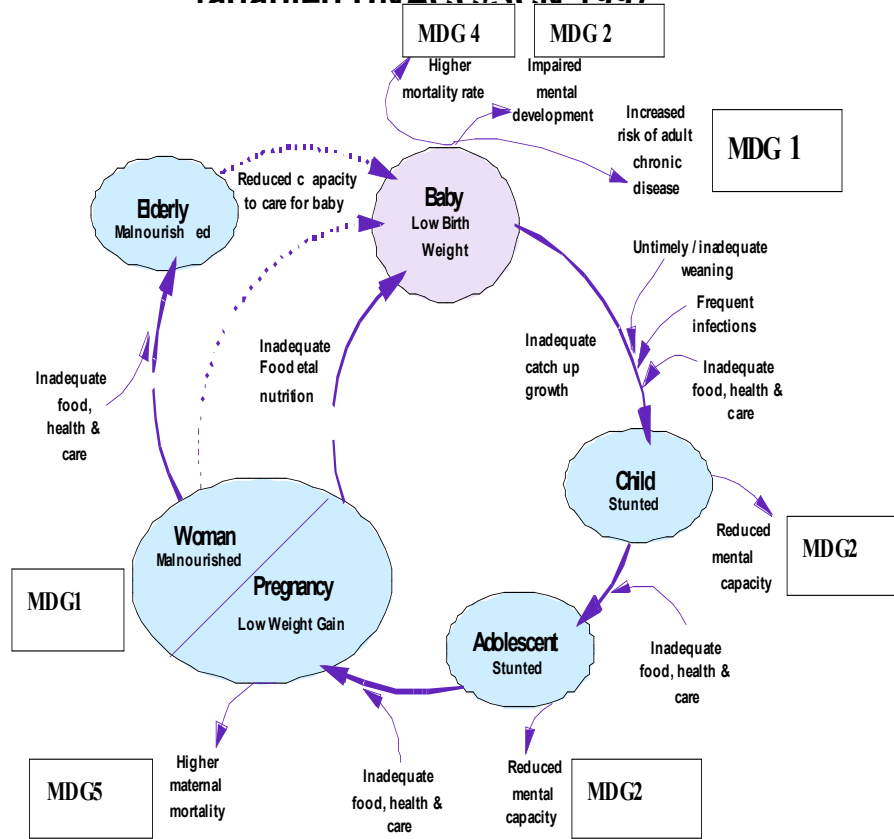 MDG 4
MDG 2
Higher
mortality rate
Impaired
mental
development
Increased
risk of adult
chronic
disease
MDG 1
Elderly
Malnourish ed
Reduced c apacity
to care for baby
Baby
Low Birth
Weight
Untimely / inadequate
weaning
Frequent
infections
Inadequate
food, health &
care
Inadequate
catch up
growth
Inadequate
Food etal
nutrition
Inadequate
food,
health &
care
Child
Stunted
Reduced
mental
capacity
MDG2
Woman
Malnourished
Pregnancy
Low Weight Gain
MDG1
Adolescent
Stunted
Inadequate
food, health &
care
Higher
maternal
mortality
MDG5
Inadequate
food, health &
care
Reduced
mental
capacity
MDG2